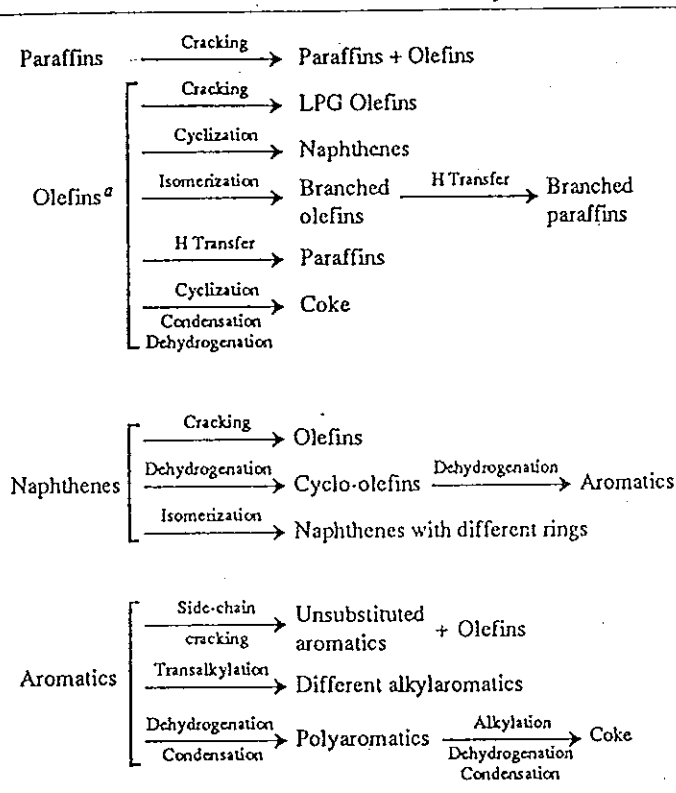 Cracking
Paraffins Paraffins + Olefins
Cracking
LPG Olefins
Cyclization
Naphthenes
Olefins^a
Isomerization
Branched olefins
H Transfer
Branched paraffins
H Transfer
Paraffins
Cyclization
Condensation
Dehydrogenation
Coke
Naphthenes
Cracking
Olefins
Dehydrogenation
Cyclo-olefins
Dehydrogenation
Aromatics
Isomerization
Naphthenes with different rings
Aromatics
Side-chain
cracking
Unsubstituted
aromatics
+ Olefins
Transalkylation
Different alkylaromatics
Dehydrogenation
Condensation
Polyaromatics
Alkylation
Dehydrogenation
Condensation
Coke